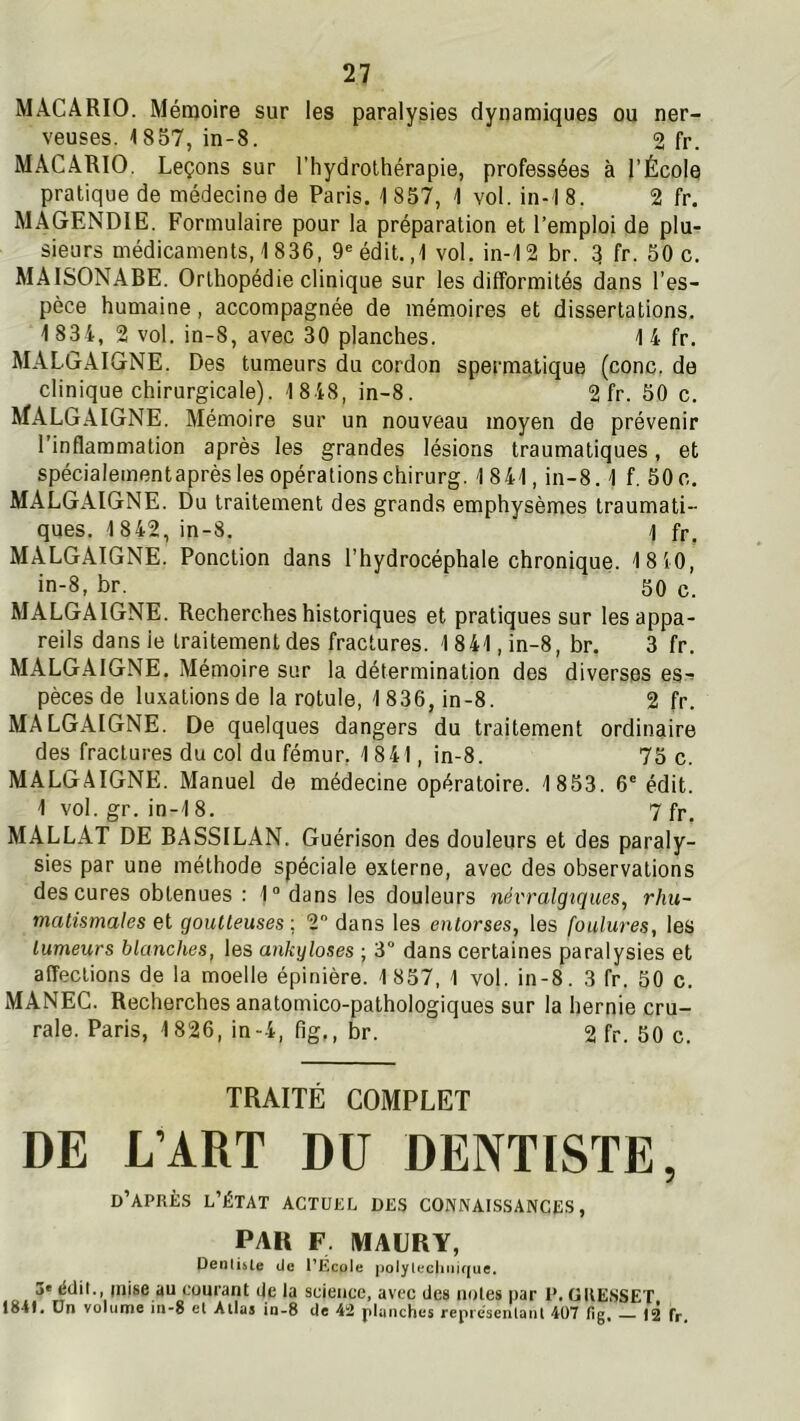 27
MACARIO. Mémoire sur les paralysies dynamiques ou ner-
veuses. 1857, in-8. 2 fr.
MACARIO. Leçons sur l'hydrothérapie, professées à l'École
pratique de médecine de Paris. 1857, 1 vol. in-18. 2 fr.
MAGENDIE. Formulaire pour la préparation et l'emploi de plu-
sieurs médicaments, 1836, 9e édit., 1 vol. in-12 br. 3 fr. 50 c.
MAISONABE. Orthopédie clinique sur les difformités dans l'es-
pèce humaine, accompagnée de mémoires et dissertations.
1834, 2 vol. in-8, avec 30 planches. 14 fr.
MALGAIGNE. Des tumeurs du cordon spermatique (conc. de
clinique chirurgicale). 1848, in-8. 2 fr. 50 c.
MALGAIGNE. Mémoire sur un nouveau moyen de prévenir
l'inflammation après les grandes lésions traumatiques, et
spécialement après les opérations chirurg. 1841, in-8. 1 f. 50 c.
MALGAIGNE. Du traitement des grands emphysèmes traumati-
ques. 1842, in-8. 1 fr.
MALGAIGNE. Ponction dans l'hydrocéphale chronique. 1840,
in-8, br. 50 c.
MALGAIGNE. Recherches historiques et pratiques sur les appa-
reils dans le traitement des fractures. 1841, in-8, br. 3 fr.
MALGAIGNE. Mémoire sur la détermination des diverses es-
pèces de luxations de la rotule, 1836, in-8. 2 fr.
MALGAIGNE. De quelques dangers du traitement ordinaire
des fractures du col du fémur. 1841, in-8. 75 c.
MALGAIGNE. Manuel de médecine opératoire. 1853. 6e édit.
1 vol. gr. in-18. 7 fr.
MALLAT DE BASSILAN. Guérison des douleurs et des paraly-
sies par une méthode spéciale externe, avec des observations
des cures obtenues : 1° dans les douleurs névralgiques, rhu-
matismales et goutteuses ; 2° dans les entorses, les foulures, les
tumeurs blanches, les ankyloses ; 3° dans certaines paralysies et
affections de la moelle épinière. 1857, 1 vol. in-8. 3 fr. 50 c.
MANEC. Recherches anatomico-pathologiques sur la hernie cru-
rale. Paris, 1826, in-4, fig., br. 2 fr. 50 c.
TRAITÉ COMPLET
DE L'ART DU DENTISTE,
D'APRÈS L'ÉTAT ACTUEL DES CONNAISSANCES,
PAR F. MAURY,
Dentiste de l'École polytechnique.
3e édit., mise au courant de la science, avec des notes par P. GRESSET,
1841. Un volume in-8 et Atlas in-8 de 42 planches représentant 407 fig. — 12 fr.